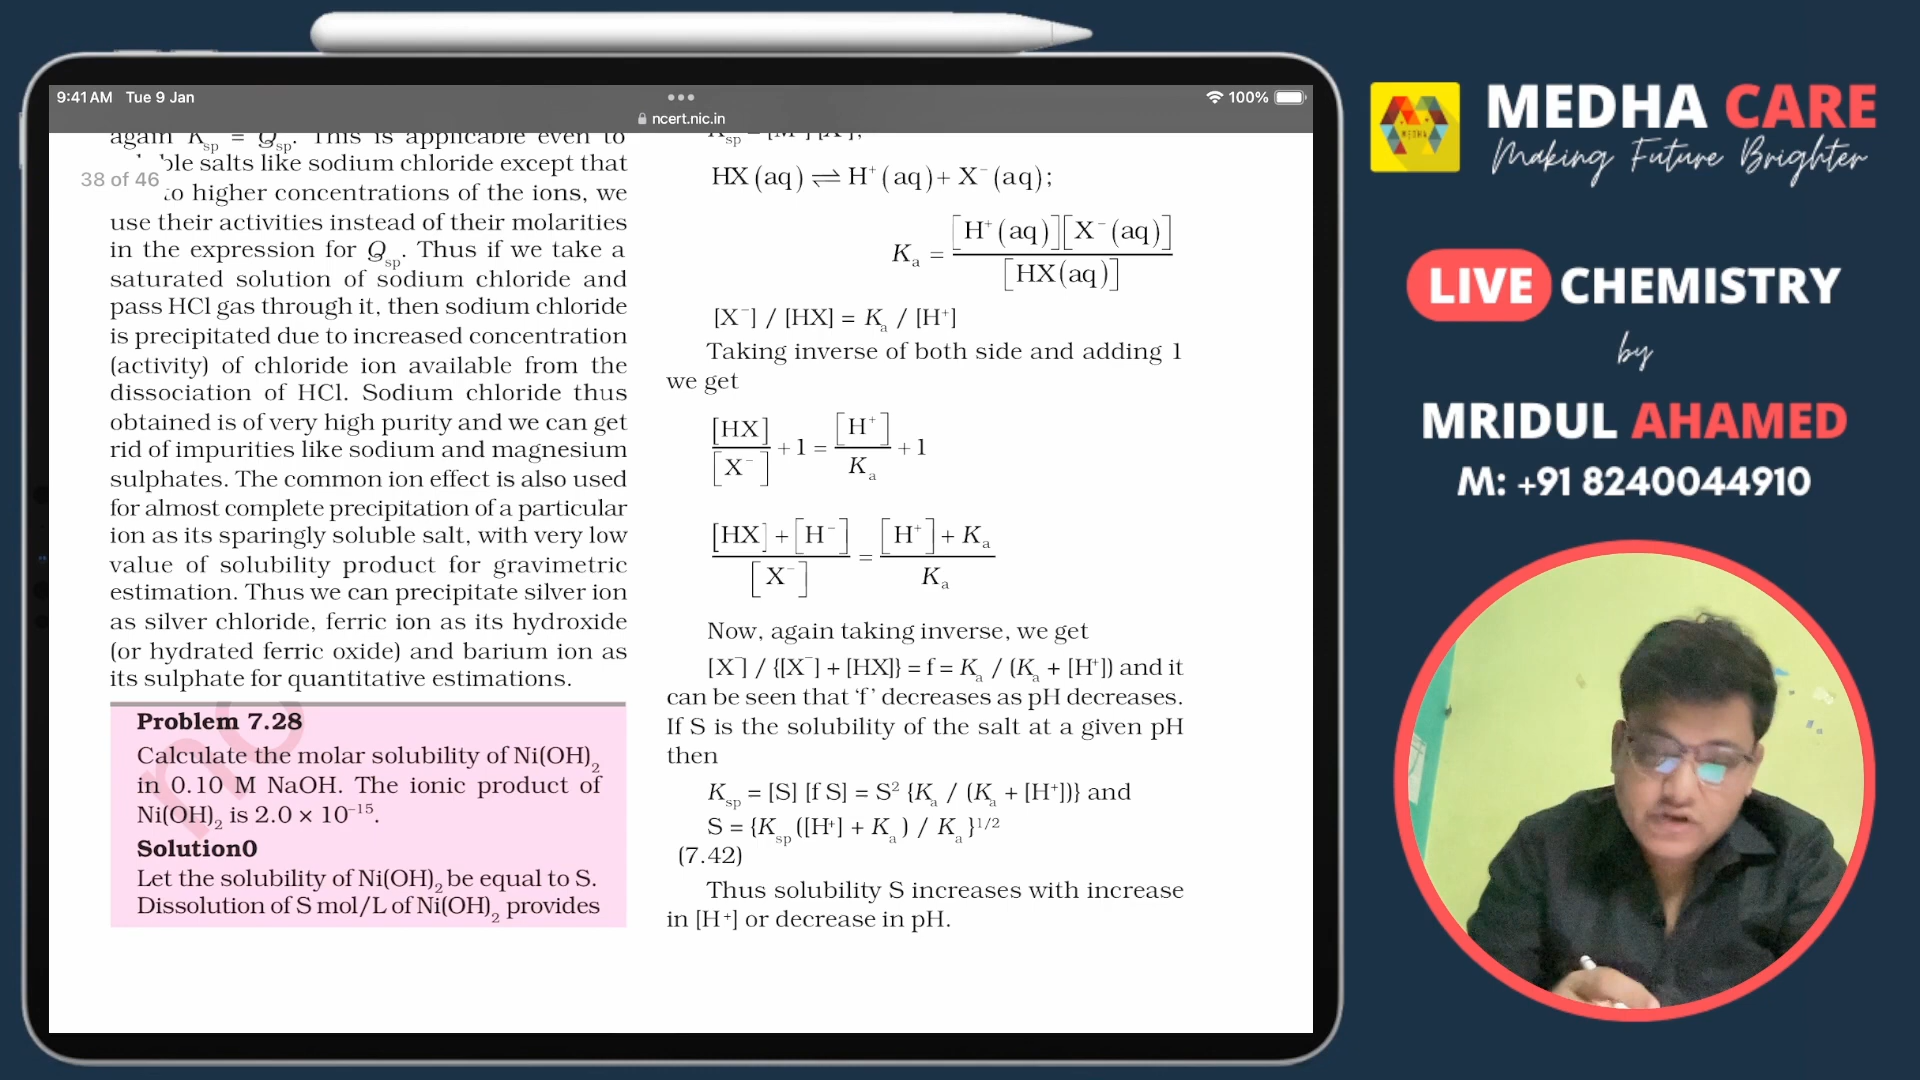 9:41 AM Tue 9 Jan
100%
ncert.nic.in
38 of 46
again Ksp = Qsp. This is applicable even to
ble salts like sodium chloride except that
to higher concentrations of the ions, we
use their activities instead of their molarities
in the expression for Qsp. Thus if we take a
saturated solution of sodium chloride and
pass HCl gas through it, then sodium chloride
is precipitated due to increased concentration
(activity) of chloride ion available from the
dissociation of HCl. Sodium chloride thus
obtained is of very high purity and we can get
rid of impurities like sodium and magnesium
sulphates. The common ion effect is also used
for almost complete precipitation of a particular
ion as its sparingly soluble salt, with very low
value of solubility product for gravimetric
estimation. Thus we can precipitate silver ion
as silver chloride, ferric ion as its hydroxide
(or hydrated ferric oxide) and barium ion as
its sulphate for quantitative estimations.
Problem 7.28
Calculate the molar solubility of Ni(OH)₂
in 0.10 M NaOH. The ionic product of
Ni(OH)₂ is 2.0 × 10⁻¹⁵.
Solution0
Let the solubility of Ni(OH)₂ be equal to S.
Dissolution of S mol/L of Ni(OH)₂ provides
HX (aq) ⇌ H⁺ (aq) + X⁻ (aq);
Kₐ = [H⁺ (aq)][X⁻ (aq)] / [HX(aq)]
[X⁻] / [HX] = Kₐ / [H⁺]
Taking inverse of both side and adding 1
we get
[HX] / [X⁻] + 1 = [H⁺] / Kₐ + 1
[HX] + [H⁻] / [X⁻] = [H⁺] + Kₐ / Kₐ
Now, again taking inverse, we get
[X⁻] / {[X⁻] + [HX]} = f = Kₐ / (Kₐ + [H⁺]) and it
can be seen that ‘f’ decreases as pH decreases.
If S is the solubility of the salt at a given pH
then
Ksp = [S] [f S] = S² {Kₐ / (Kₐ + [H⁺])} and
S = {Ksp ([H⁺] + Kₐ ) / Kₐ }¹/²
(7.42)
Thus solubility S increases with increase
in [H⁺] or decrease in pH.
MEDHA CARE
Making Future Brighter
MEDHA
LIVE CHEMISTRY
by
MRIDUL AHAMED
M: +91 8240044910